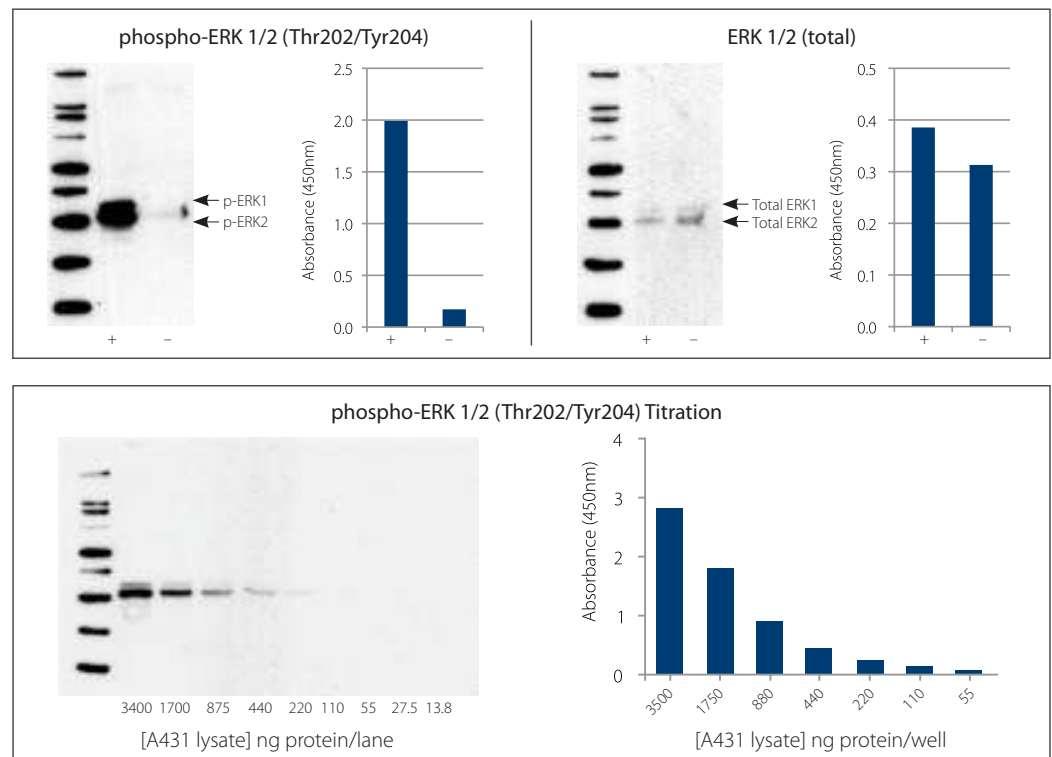 phospho-ERK 1/2 (Thr202/Tyr204)
p-ERK1
p-ERK2
+ –
Absorbance (450nm)
2.5
2.0
1.5
1.0
0.5
0.0
+ –
ERK 1/2 (total)
Total ERK1
Total ERK2
+ –
Absorbance (450nm)
0.5
0.4
0.3
0.2
0.1
0.0
+ –
phospho-ERK 1/2 (Thr202/Tyr204) Titration
3400 1700 875 440 220 110 55 27.5 13.8
[A431 lysate] ng protein/lane
Absorbance (450nm)
4
3
2
1
0
3500 1750 880 440 220 110 55
[A431 lysate] ng protein/well